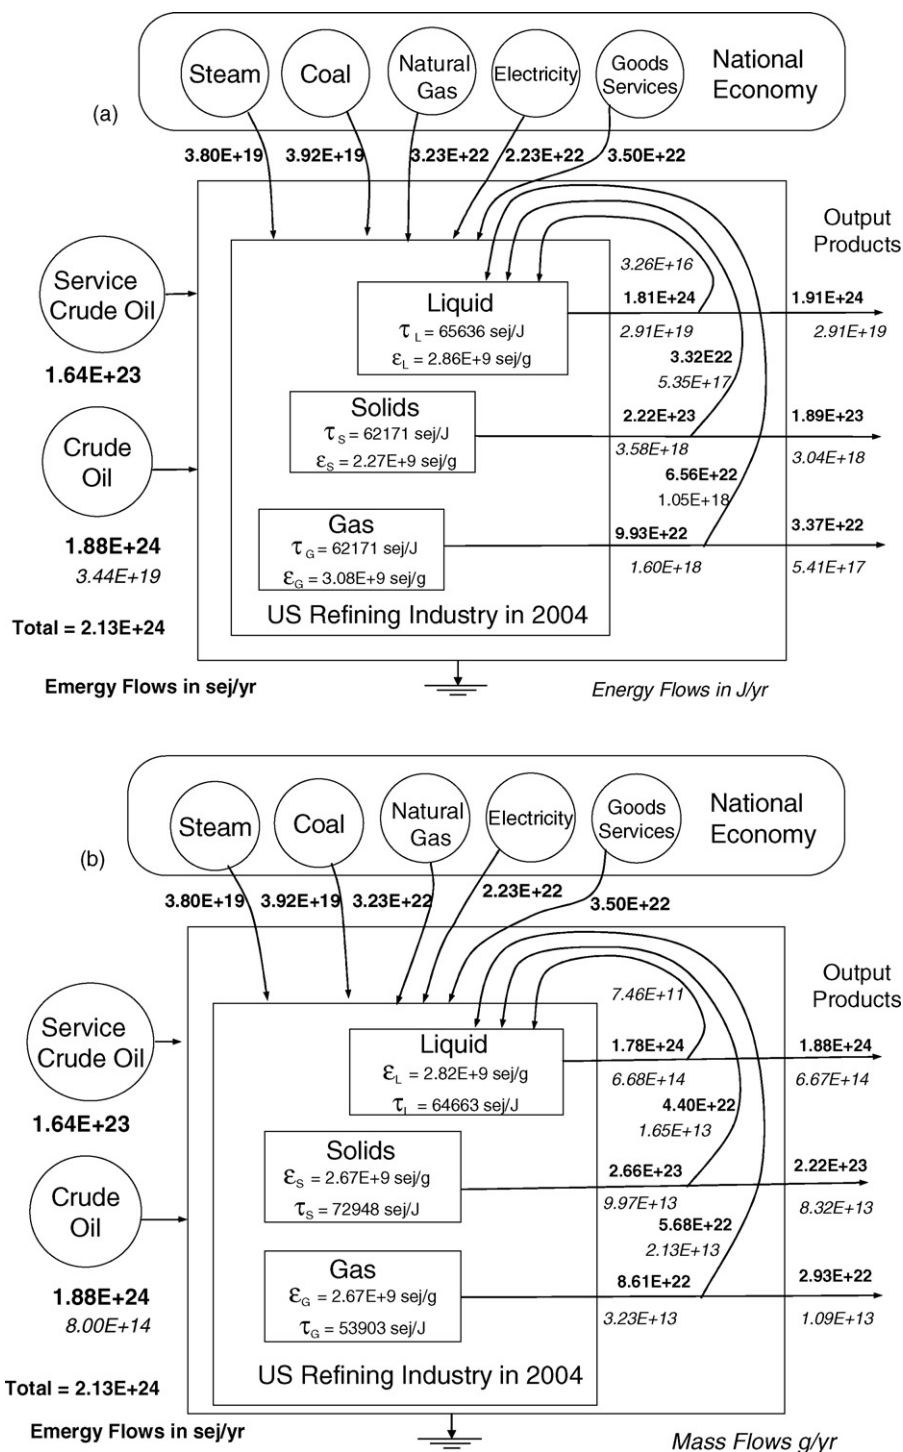 Steam
Coal
Natural
Gas
Electricity
Goods
Services
National
Economy
(a)
3.80E+19
3.92E+19
3.23E+22
2.23E+22
3.50E+22
Output
Products
Service
Crude Oil
1.64E+23
Crude
Oil
1.88E+24
3.44E+19
Total = 2.13E+24
Liquid
τL = 65636 sej/J
εL = 2.86E+9 sej/g
3.26E+16
1.81E+24
2.91E+19
1.91E+24
2.91E+19
3.32E22
5.35E+17
Solids
τS = 62171 sej/J
εS = 2.27E+9 sej/g
2.22E+23
3.58E+18
1.89E+23
3.04E+18
6.56E+22
1.05E+18
Gas
τG = 62171 sej/J
εG = 3.08E+9 sej/g
9.93E+22
1.60E+18
3.37E+22
5.41E+17
US Refining Industry in 2004
Emergy Flows in sej/yr
Energy Flows in J/yr
Steam
Coal
Natural
Gas
Electricity
Goods
Services
National
Economy
(b)
3.80E+19
3.92E+19
3.23E+22
2.23E+22
3.50E+22
Output
Products
Service
Crude Oil
1.64E+23
Crude
Oil
1.88E+24
8.00E+14
Total = 2.13E+24
Liquid
εL = 2.82E+9 sej/g
τL = 64663 sej/J
7.46E+11
1.78E+24
6.68E+14
1.88E+24
6.67E+14
4.40E+22
1.65E+13
Solids
εS = 2.67E+9 sej/g
τS = 72948 sej/J
2.66E+23
9.97E+13
2.22E+23
8.32E+13
5.68E+22
2.13E+13
Gas
εG = 2.67E+9 sej/g
τG = 53903 sej/J
8.61E+22
3.23E+13
2.93E+22
1.09E+13
US Refining Industry in 2004
Emergy Flows in sej/yr
Mass Flows g/yr